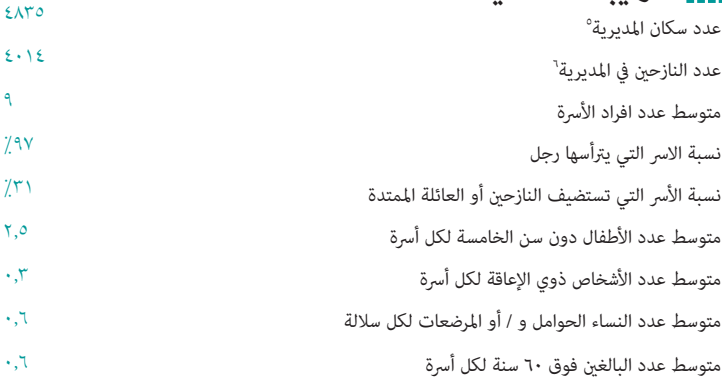 عدد سكان المديرية٥ ٤٨٣٥
عدد النازحين في المديرية٦ ٤٠١٤
متوسط عدد افراد الأسرة ٩
نسبة الاسر التي يترأسها رجل ٩٧٪
نسبة الأسر التي تستضيف النازحين أو العائلة الممتدة ٣١٪
متوسط عدد الأطفال دون سن الخامسة لكل أسرة ٢,٥
متوسط عدد الأشخاص ذوي الإعاقة لكل أسرة ٠,٣
متوسط عدد النساء الحوامل و / أو المرضعات لكل سلالة ٠,٦
متوسط عدد البالغين فوق ٦٠ سنة لكل أسرة ٠,٦